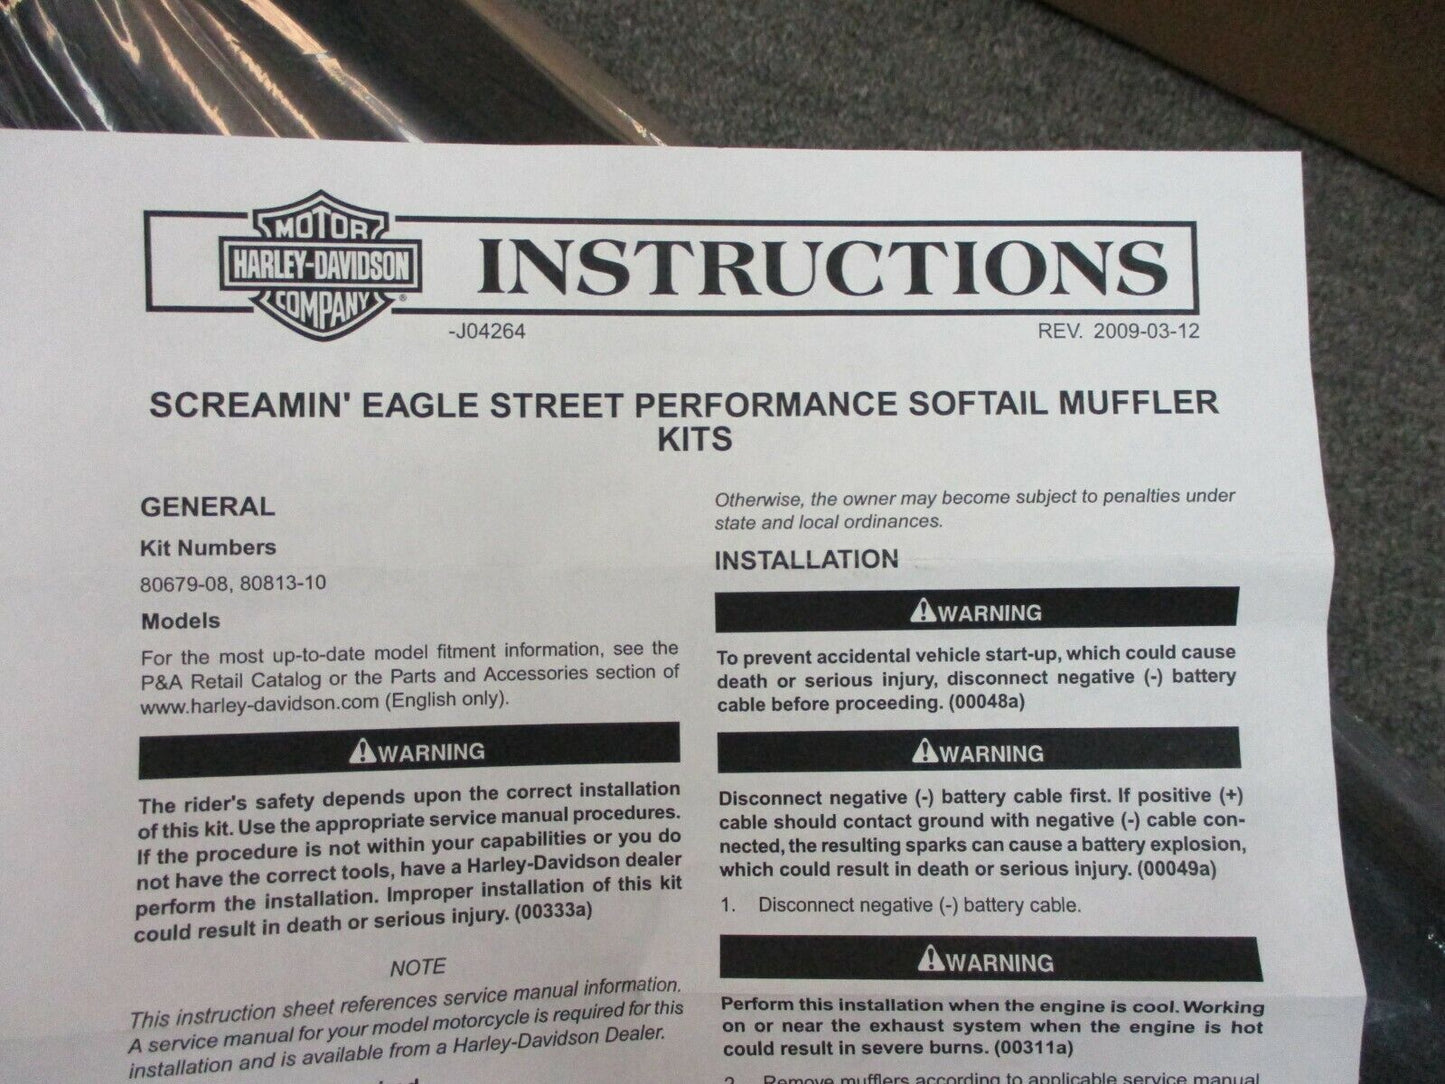 MOTOR
HARLEY-DAVIDSON
COMPANY ®
INSTRUCTIONS
-J04264
REV. 2009-03-12
SCREAMIN' EAGLE STREET PERFORMANCE SOFTAIL MUFFLER
KITS
GENERAL
Kit Numbers
80679-08, 80813-10
Models
For the most up-to-date model fitment information, see the
P&A Retail Catalog or the Parts and Accessories section of
www.harley-davidson.com (English only).
⚠WARNING
The rider's safety depends upon the correct installation
of this kit. Use the appropriate service manual procedures.
If the procedure is not within your capabilities or you do
not have the correct tools, have a Harley-Davidson dealer
perform the installation. Improper installation of this kit
could result in death or serious injury. (00333a)
NOTE
This instruction sheet references service manual information.
A service manual for your model motorcycle is required for this
installation and is available from a Harley-Davidson Dealer.
Otherwise, the owner may become subject to penalties under
state and local ordinances.
INSTALLATION
⚠WARNING
To prevent accidental vehicle start-up, which could cause
death or serious injury, disconnect negative (-) battery
cable before proceeding. (00048a)
⚠WARNING
Disconnect negative (-) battery cable first. If positive (+)
cable should contact ground with negative (-) cable con-
nected, the resulting sparks can cause a battery explosion,
which could result in death or serious injury. (00049a)
1. Disconnect negative (-) battery cable.
⚠WARNING
Perform this installation when the engine is cool. Working
on or near the exhaust system when the engine is hot
could result in severe burns. (00311a)
2. Remove mufflers according to applicable service manual